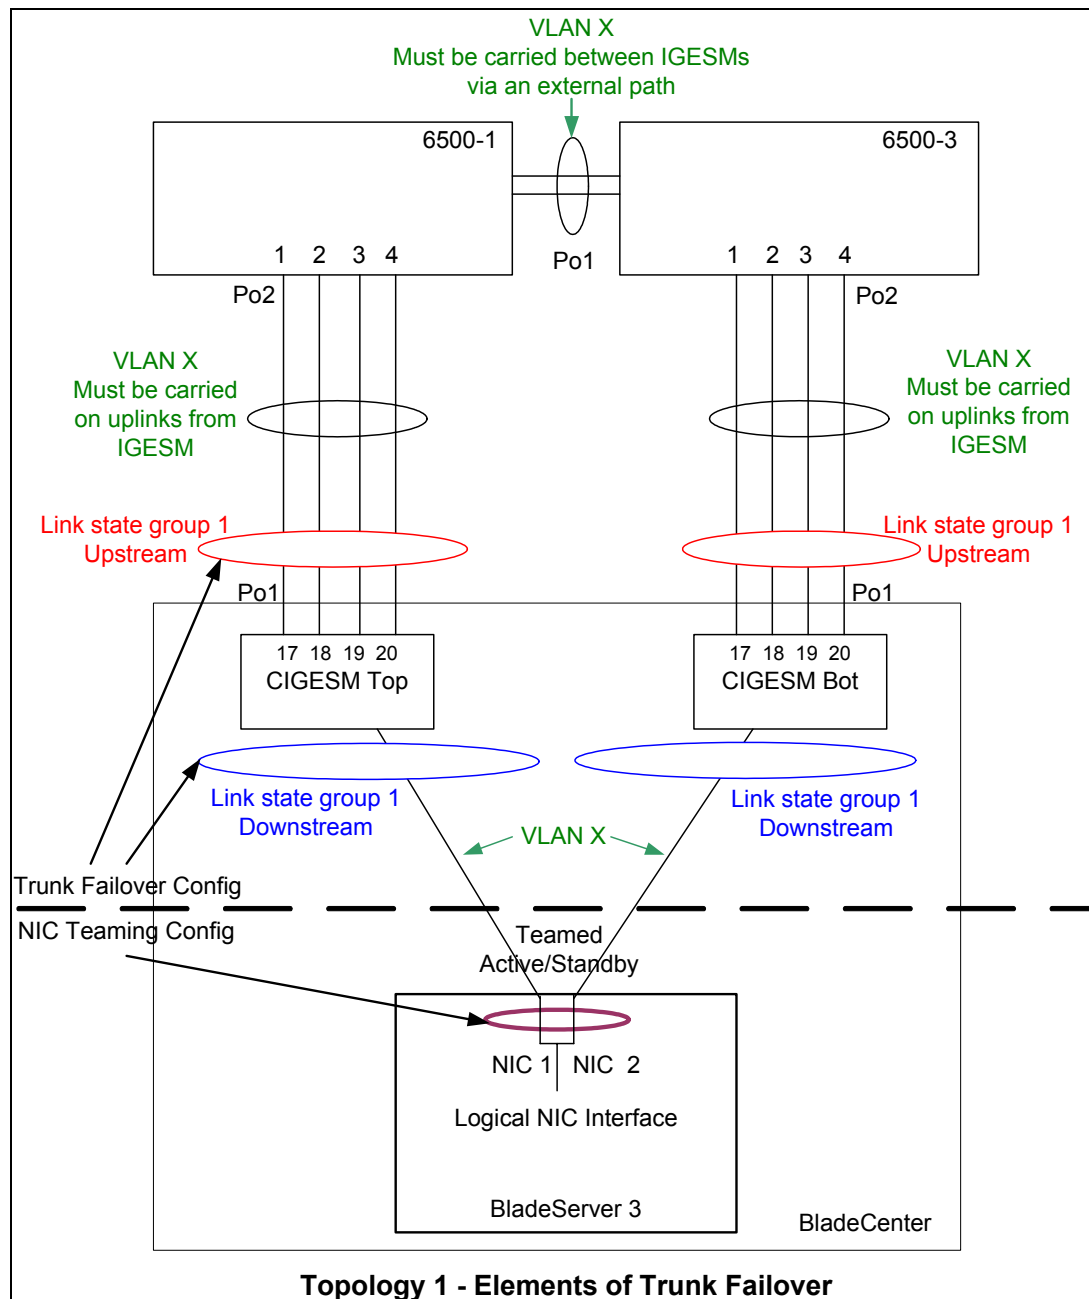 VLAN X
Must be carried between IGESMs
via an external path
6500-1
6500-3
1 2 3 4
Po1
1 2 3 4
Po2
Po2
VLAN X
Must be carried
on uplinks from
IGESM
VLAN X
Must be carried
on uplinks from
IGESM
Link state group 1
Upstream
Link state group 1
Upstream
Po1
Po1
17 18 19 20
CIGESM Top
17 18 19 20
CIGESM Bot
Link state group 1
Downstream
Link state group 1
Downstream
VLAN X
Trunk Failover Config
NIC Teaming Config
Teamed
Active/Standby
NIC 1 NIC 2
Logical NIC Interface
BladeServer 3
BladeCenter
Topology 1 - Elements of Trunk Failover